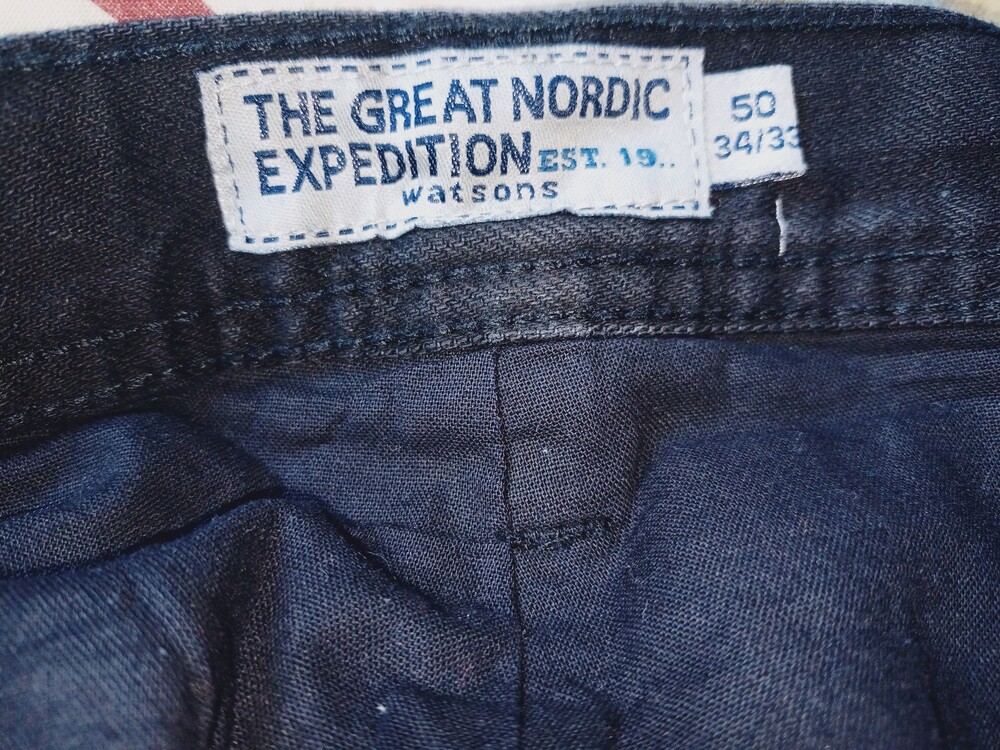 THE GREAT NORDIC
EXPEDITION EST. 19..
watsons
50
34/33